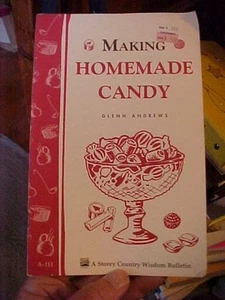 MAKING
HOMEMADE
CANDY
GLENN ANDREWS
A-111
A Storey Country Wisdom Bulletin